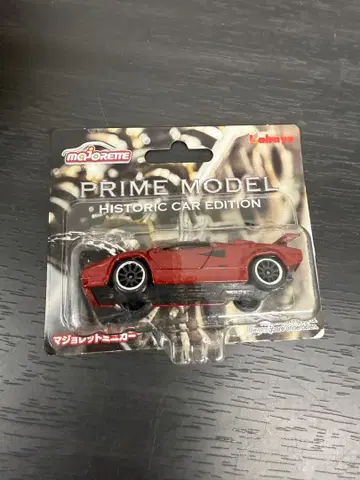 majorette
Kabaya
PRIME MODEL
HISTORIC CAR EDITION
マジョレットミニカー